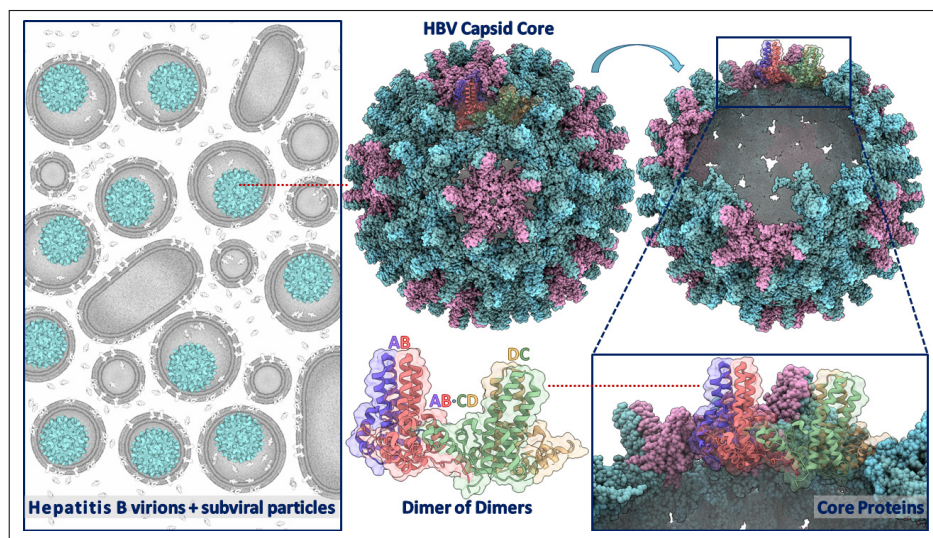 HBV Capsid Core
AB
DC
AB·CD
Hepatitis B virions + subviral particles
Dimer of Dimers
Core Proteins